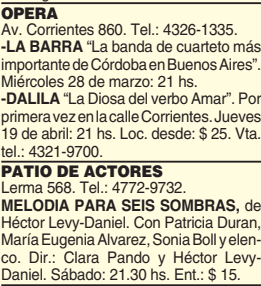 OPERA
Av. Corrientes 860. Tel.: 4326-1335.
-LA BARRA “La banda de cuarteto más
importante de Córdoba en Buenos Aires”.
Miércoles 28 de marzo: 21 hs.
-DALILA “La Diosa del verbo Amar”. Por
primera vez en la calle Corrientes. Jueves
19 de abril: 21 hs. Loc. desde: $ 25. Vta.
tel.: 4321-9700.
PATIO DE ACTORES
Lerma 568. Tel.: 4772-9732.
MELODIA PARA SEIS SOMBRAS, de
Héctor Levy-Daniel. Con Patricia Duran,
María Eugenia Alvarez, Sonia Boll y elen-
co. Dir.: Clara Pando y Héctor Levy-
Daniel. Sábado: 21.30 hs. Ent.: $ 15.